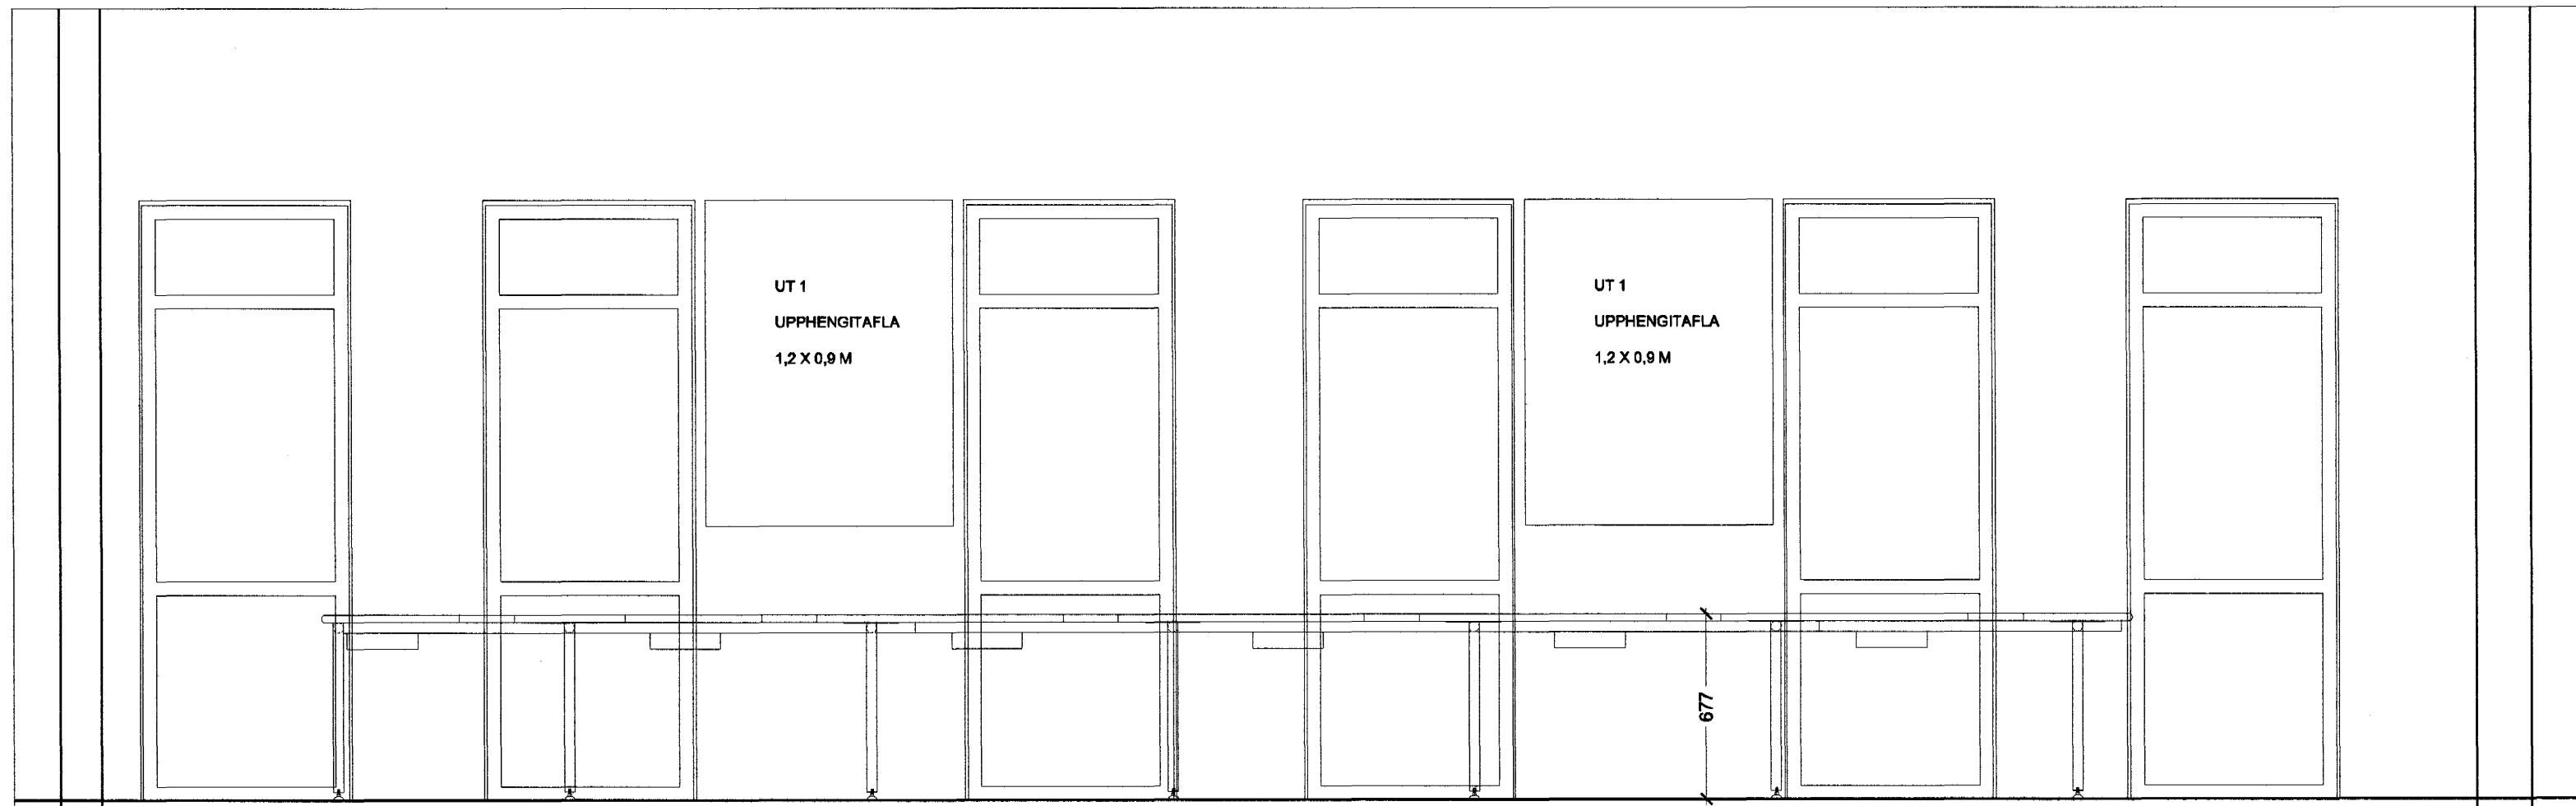 UT 1
UPPHENGITAFLA
1,2 X 0,9 M
UT 1
UPPHENGITAFLA
1,2 X 0,9 M
677